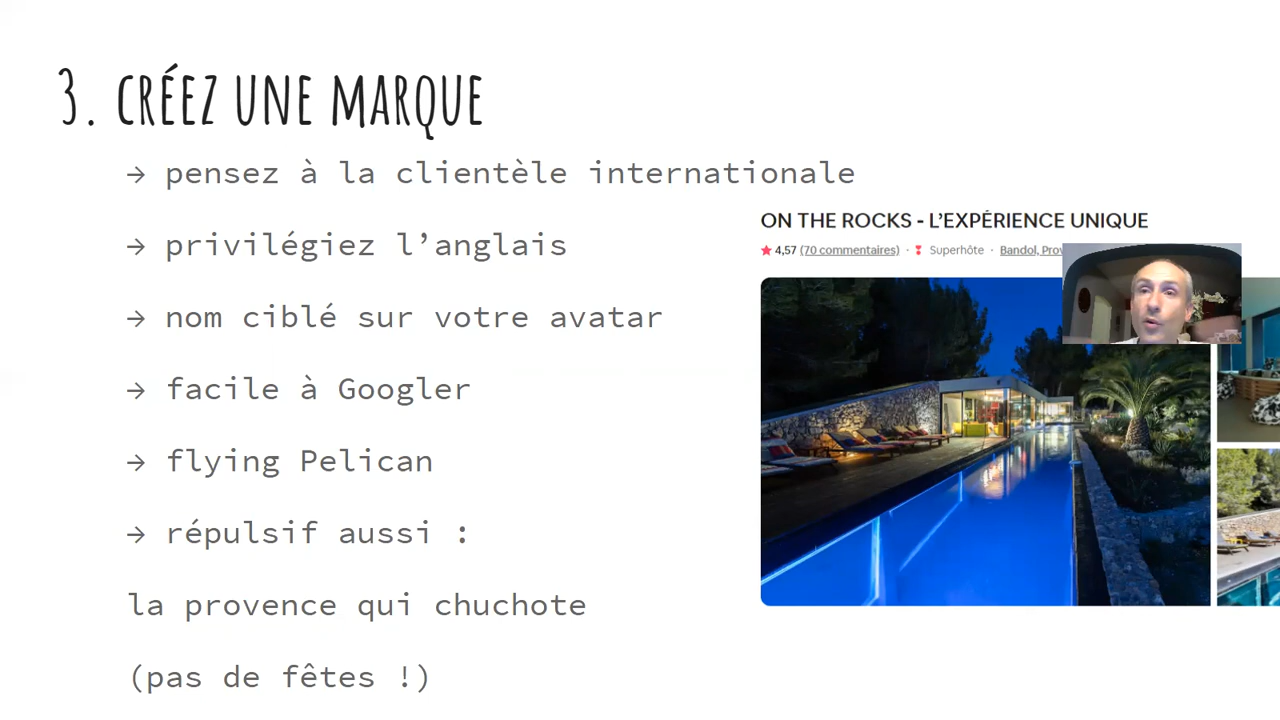 3. CRÉEZ UNE MARQUE
→ pensez à la clientèle internationale
→ privilégiez l’anglais
→ nom ciblé sur votre avatar
→ facile à Googler
→ flying Pelican
→ répulsif aussi :
la provence qui chuchote
(pas de fêtes !)
ON THE ROCKS - L’EXPÉRIENCE UNIQUE
4,57 (70 commentaires) · Superhôte · Bandol,